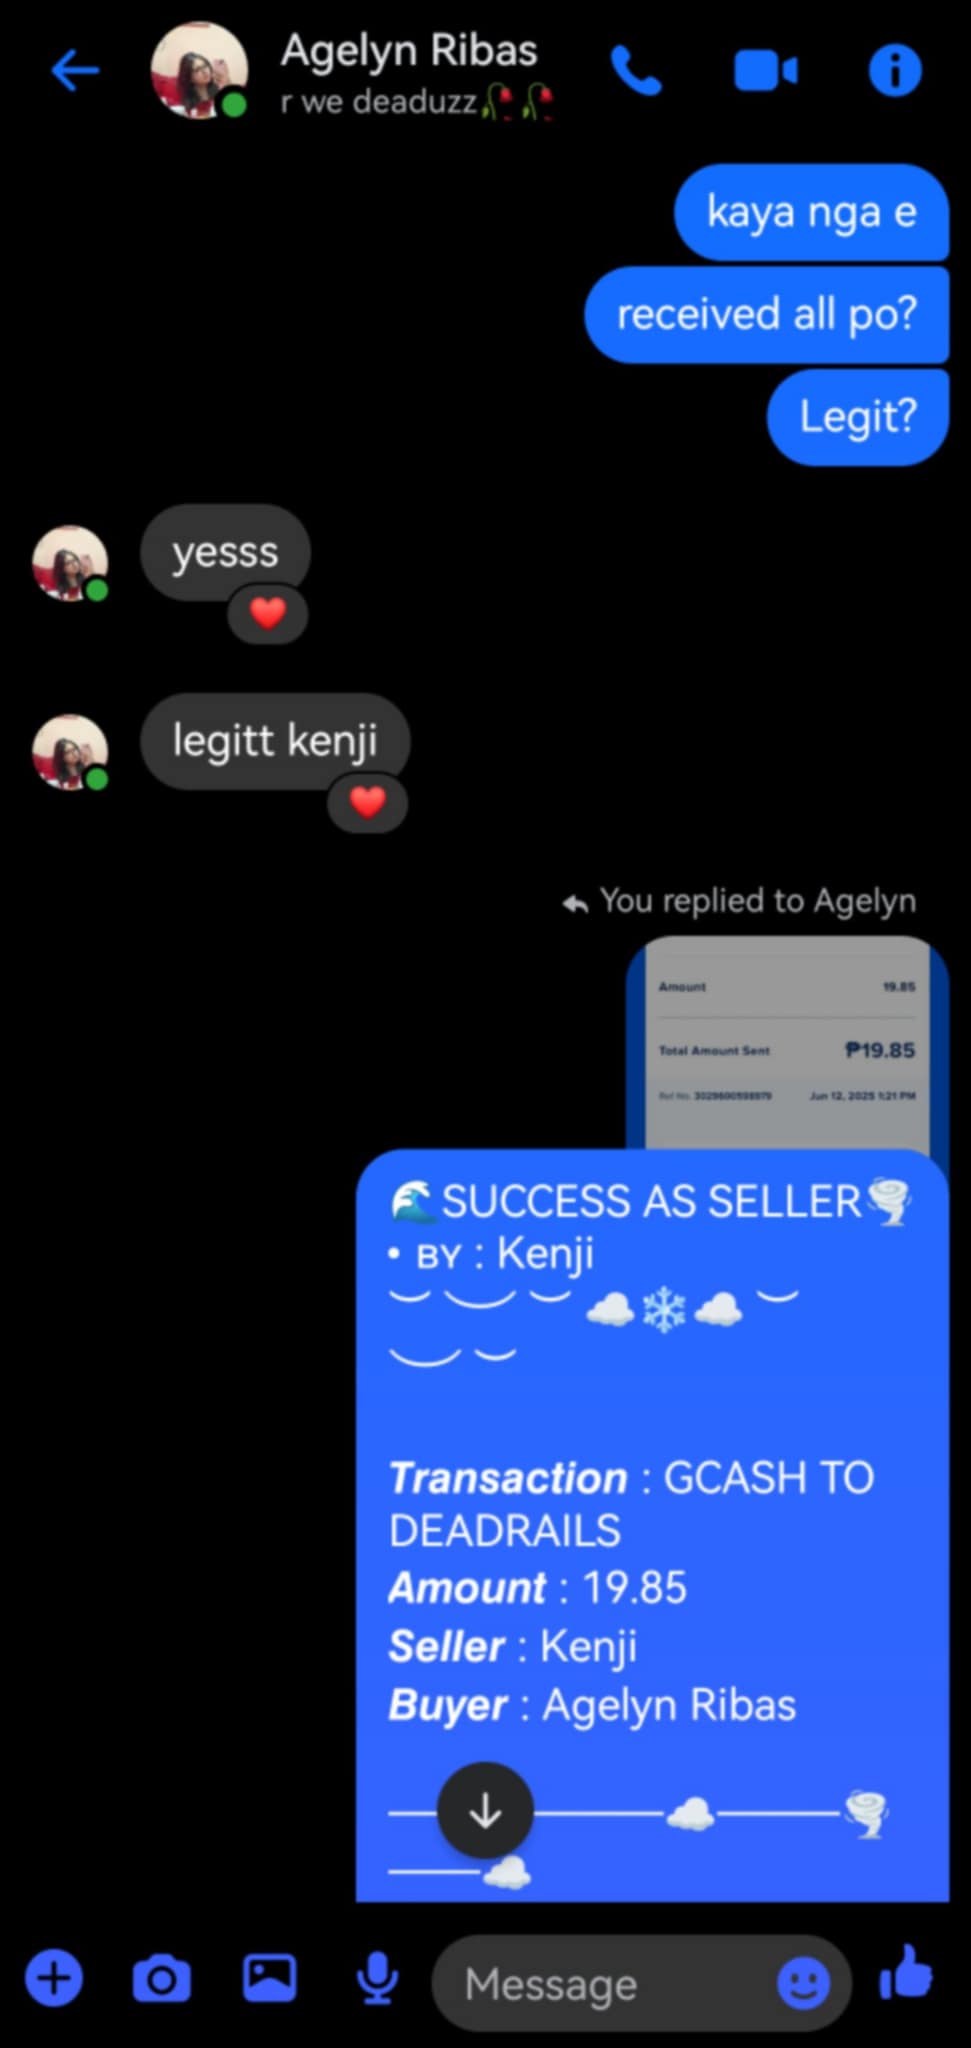 Agelyn Ribas
r we deaduzz🥀🥀
kaya nga e
received all po?
Legit?
yesss
legitt kenji
You replied to Agelyn
Amount 19.85
Total Amount Sent ₱19.85
Ref No. Jun 12, 2025 1:21 PM
🌊SUCCESS AS SELLER🌪️
• ʙʏ : Kenji
Transaction : GCASH TO
DEADRAILS
Amount : 19.85
Seller : Kenji
Buyer : Agelyn Ribas
Message